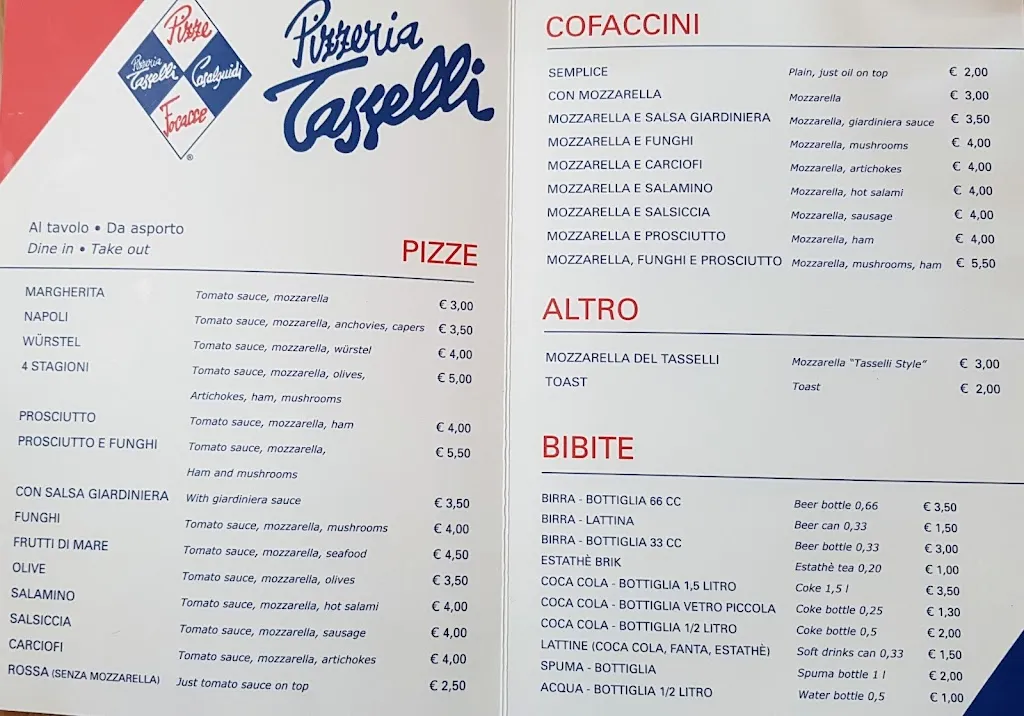 Pizze
Pizzeria
Tasselli
Casalguidi
Focacce
®
Pizzeria
Tasselli
Al tavolo • Da asporto
Dine in • Take out
PIZZE
MARGHERITA Tomato sauce, mozzarella € 3,00
NAPOLI Tomato sauce, mozzarella, anchovies, capers € 3,50
WÜRSTEL Tomato sauce, mozzarella, würstel € 4,00
4 STAGIONI Tomato sauce, mozzarella, olives, € 5,00
Artichokes, ham, mushrooms
PROSCIUTTO Tomato sauce, mozzarella, ham € 4,00
PROSCIUTTO E FUNGHI Tomato sauce, mozzarella, € 5,50
Ham and mushrooms
CON SALSA GIARDINIERA With giardiniera sauce € 3,50
FUNGHI Tomato sauce, mozzarella, mushrooms € 4,00
FRUTTI DI MARE Tomato sauce, mozzarella, seafood € 4,50
OLIVE Tomato sauce, mozzarella, olives € 3,50
SALAMINO Tomato sauce, mozzarella, hot salami € 4,00
SALSICCIA Tomato sauce, mozzarella, sausage € 4,00
CARCIOFI Tomato sauce, mozzarella, artichokes € 4,00
ROSSA (SENZA MOZZARELLA) Just tomato sauce on top € 2,50
COFACCINI
SEMPLICE Plain, just oil on top € 2,00
CON MOZZARELLA Mozzarella € 3,00
MOZZARELLA E SALSA GIARDINIERA Mozzarella, giardiniera sauce € 3,50
MOZZARELLA E FUNGHI Mozzarella, mushrooms € 4,00
MOZZARELLA E CARCIOFI Mozzarella, artichokes € 4,00
MOZZARELLA E SALAMINO Mozzarella, hot salami € 4,00
MOZZARELLA E SALSICCIA Mozzarella, sausage € 4,00
MOZZARELLA E PROSCIUTTO Mozzarella, ham € 4,00
MOZZARELLA, FUNGHI E PROSCIUTTO Mozzarella, mushrooms, ham € 5,50
ALTRO
MOZZARELLA DEL TASSELLI Mozzarella “Tasselli Style” € 3,00
TOAST Toast € 2,00
BIBITE
BIRRA - BOTTIGLIA 66 CC Beer bottle 0,66 € 3,50
BIRRA - LATTINA Beer can 0,33 € 1,50
BIRRA - BOTTIGLIA 33 CC Beer bottle 0,33 € 3,00
ESTATHÈ BRIK Estathè tea 0,20 € 1,00
COCA COLA - BOTTIGLIA 1,5 LITRO Coke 1,5 l € 3,50
COCA COLA - BOTTIGLIA VETRO PICCOLA Coke bottle 0,25 € 1,30
COCA COLA - BOTTIGLIA 1/2 LITRO Coke bottle 0,5 € 2,00
LATTINE (COCA COLA, FANTA, ESTATHÈ) Soft drinks can 0,33 € 1,50
SPUMA - BOTTIGLIA Spuma bottle 1 l € 2,00
ACQUA - BOTTIGLIA 1/2 LITRO Water bottle 0,5 € 1,00